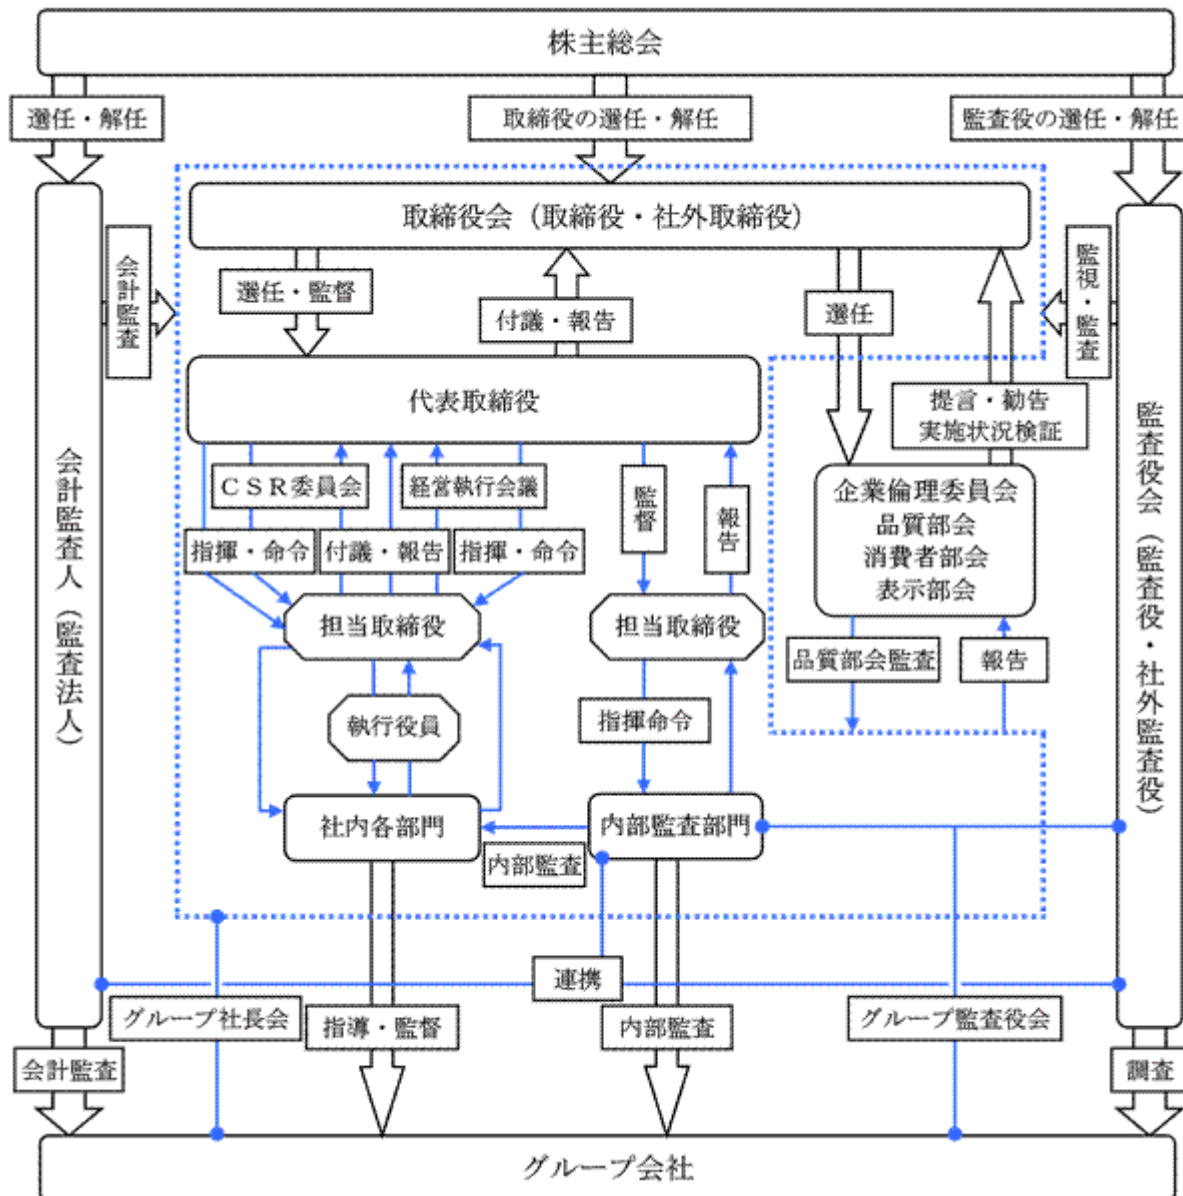 株主総会
選任・解任
取締役の選任・解任
監査役の選任・解任
取締役会（取締役・社外取締役）
会計監査
監視・監査
選任・監督
付議・報告
選任
代表取締役
提言・勧告
実施状況検証
会計監査人（監査法人）
監査役会（監査役・社外監査役）
ＣＳＲ委員会
経営執行会議
監督
報告
企業倫理委員会
品質部会
消費者部会
表示部会
指揮・命令
付議・報告
指揮・命令
担当取締役
担当取締役
品質部会監査
報告
執行役員
指揮命令
社内各部門
内部監査部門
内部監査
連携
グループ社長会
指導・監督
内部監査
グループ監査役会
会計監査
調査
グループ会社